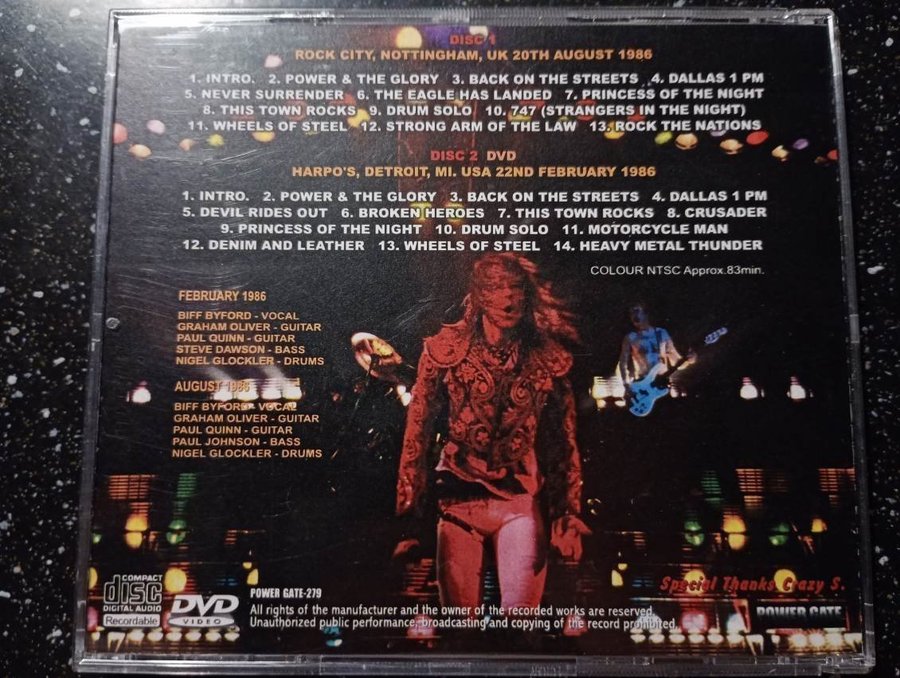 DISC 1
ROCK CITY, NOTTINGHAM, UK 20TH AUGUST 1986
1. INTRO. 2. POWER & THE GLORY 3. BACK ON THE STREETS 4. DALLAS 1 PM
5. NEVER SURRENDER 6. THE EAGLE HAS LANDED 7. PRINCESS OF THE NIGHT
8. THIS TOWN ROCKS 9. DRUM SOLO 10. 747 (STRANGERS IN THE NIGHT)
11. WHEELS OF STEEL 12. STRONG ARM OF THE LAW 13. ROCK THE NATIONS
DISC 2 DVD
HARPO'S, DETROIT, MI. USA 22ND FEBRUARY 1986
1. INTRO. 2. POWER & THE GLORY 3. BACK ON THE STREETS 4. DALLAS 1 PM
5. DEVIL RIDES OUT 6. BROKEN HEROES 7. THIS TOWN ROCKS 8. CRUSADER
9. PRINCESS OF THE NIGHT 10. DRUM SOLO 11. MOTORCYCLE MAN
12. DENIM AND LEATHER 13. WHEELS OF STEEL 14. HEAVY METAL THUNDER
COLOUR NTSC Approx.83min.
FEBRUARY 1986
BIFF BYFORD - VOCAL
GRAHAM OLIVER - GUITAR
PAUL QUINN - GUITAR
STEVE DAWSON - BASS
NIGEL GLOCKLER - DRUMS
AUGUST 1986
BIFF BYFORD - VOCAL
GRAHAM OLIVER - GUITAR
PAUL QUINN - GUITAR
PAUL JOHNSON - BASS
NIGEL GLOCKLER - DRUMS
Special Thanks Crazy S.
COMPACT
disc
DIGITAL AUDIO
Recordable
DVD
VIDEO
POWER GATE-279
All rights of the manufacturer and the owner of the recorded works are reserved.
Unauthorized public performance, broadcasting and copying of the record prohibited.
POWER GATE